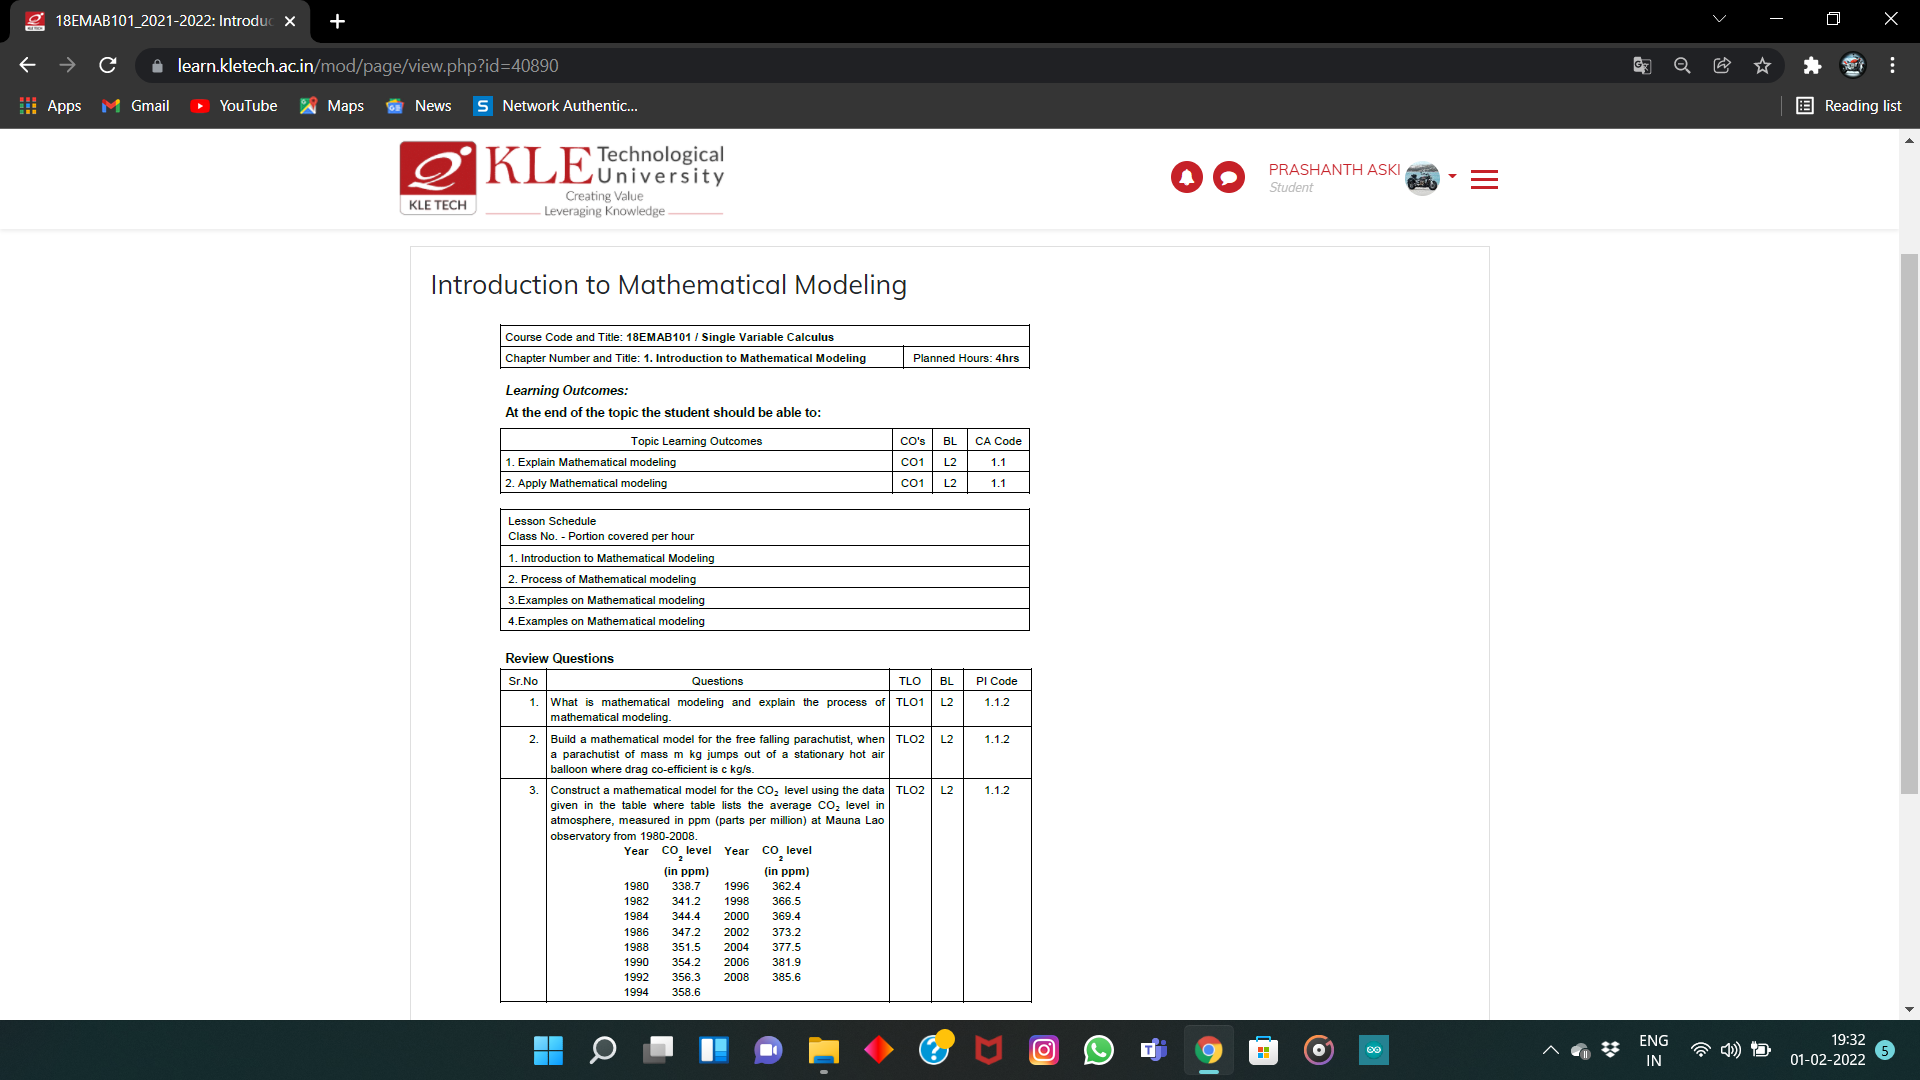 18EMAB101_2021-2022: Introduc
learn.kletech.ac.in/mod/page/view.php?id=40890
Apps Gmail YouTube Maps News S Network Authentic... Reading list
KLE Technological University
Creating Value
Leveraging Knowledge
KLE TECH
PRASHANTH ASKI
Student
Introduction to Mathematical Modeling
Course Code and Title: 18EMAB101 / Single Variable Calculus
Chapter Number and Title: 1. Introduction to Mathematical Modeling Planned Hours: 4hrs
Learning Outcomes:
At the end of the topic the student should be able to:
Topic Learning Outcomes CO's BL CA Code
1. Explain Mathematical modeling CO1 L2 1.1
2. Apply Mathematical modeling CO1 L2 1.1
Lesson Schedule
Class No. - Portion covered per hour
1. Introduction to Mathematical Modeling
2. Process of Mathematical modeling
3.Examples on Mathematical modeling
4.Examples on Mathematical modeling
Review Questions
Sr.No Questions TLO BL PI Code
1. What is mathematical modeling and explain the process of TLO1 L2 1.1.2
mathematical modeling.
2. Build a mathematical model for the free falling parachutist, when TLO2 L2 1.1.2
a parachutist of mass m kg jumps out of a stationary hot air
balloon where drag co-efficient is c kg/s.
3. Construct a mathematical model for the CO₂ level using the data TLO2 L2 1.1.2
given in the table where table lists the average CO₂ level in
atmosphere, measured in ppm (parts per million) at Mauna Lao
observatory from 1980-2008.
Year CO₂ level Year CO₂ level
(in ppm) (in ppm)
1980 338.7 1996 362.4
1982 341.2 1998 366.5
1984 344.4 2000 369.4
1986 347.2 2002 373.2
1988 351.5 2004 377.5
1990 354.2 2006 381.9
1992 356.3 2008 385.6
1994 358.6
ENG 19:32
IN 01-02-2022 5